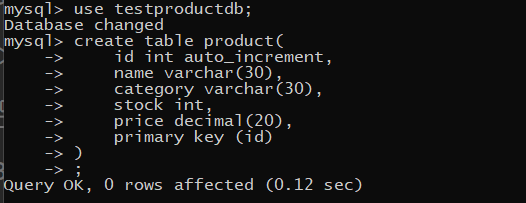 mysql> use testproductdb;
Database changed
mysql> create table product(
    ->     id int auto_increment,
    ->     name varchar(30),
    ->     category varchar(30),
    ->     stock int,
    ->     price decimal(20),
    ->     primary key (id)
    -> )
    -> ;
Query OK, 0 rows affected (0.12 sec)